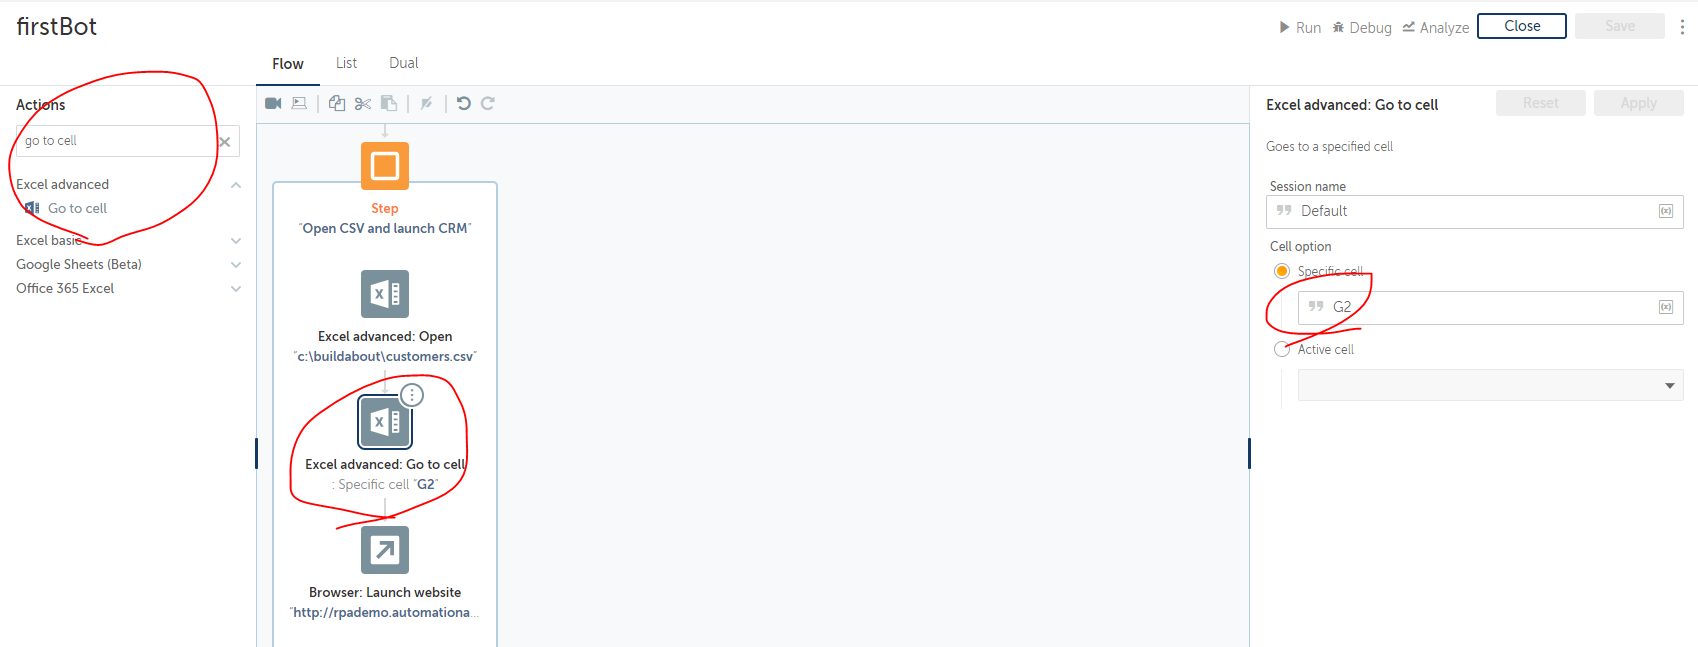 firstBot
Run Debug Analyze Close Save
Flow List Dual
Actions
go to cell
Excel advanced
Go to cell
Excel basic
Google Sheets (Beta)
Office 365 Excel
Step
"Open CSV and launch CRM"
Excel advanced: Open
"c:\buildabout\customers.csv"
Excel advanced: Go to cell
: Specific cell "G2"
Browser: Launch website
"http://rpademo.automationa...
Excel advanced: Go to cell Reset Apply
Goes to a specified cell
Session name
Default (x)
Cell option
Specific cell
G2 (x)
Active cell